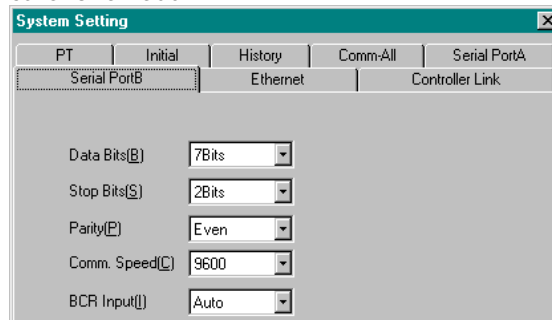 System Setting
PT Initial History Comm-All Serial PortA
Serial PortB Ethernet Controller Link
Data Bits(B) 7Bits
Stop Bits(S) 2Bits
Parity(P) Even
Comm. Speed(C) 9600
BCR Input(I) Auto